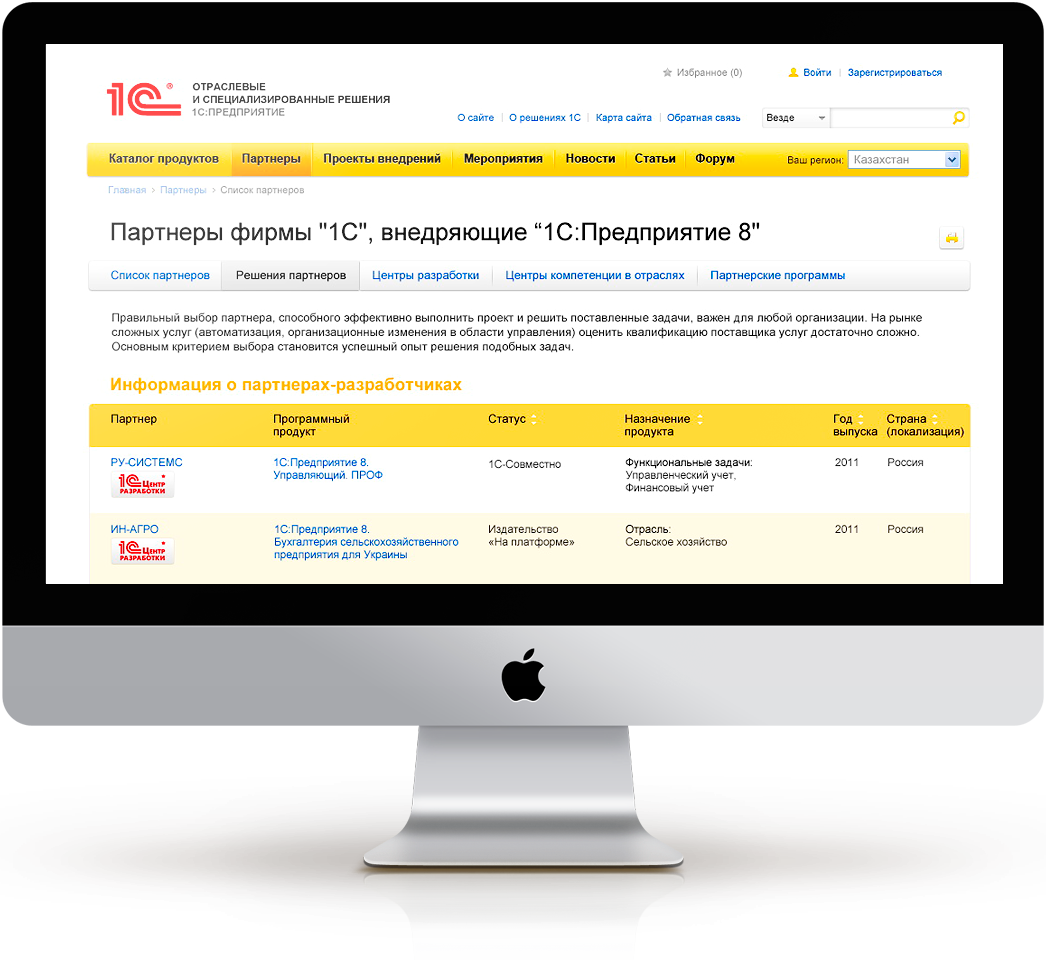 Избранное (0)
Войти
Зарегистрироваться
1С®
ОТРАСЛЕВЫЕ
И СПЕЦИАЛИЗИРОВАННЫЕ РЕШЕНИЯ
1С:ПРЕДПРИЯТИЕ
О сайте
О решениях 1С
Карта сайта
Обратная связь
Везде
Каталог продуктов
Партнеры
Проекты внедрений
Мероприятия
Новости
Статьи
Форум
Ваш регион:
Казахстан
Главная > Партнеры > Список партнеров
Партнеры фирмы "1С", внедряющие “1С:Предприятие 8"
Список партнеров
Решения партнеров
Центры разработки
Центры компетенции в отраслях
Партнерские программы
Правильный выбор партнера, способного эффективно выполнить проект и решить поставленные задачи, важен для любой организации. На рынке
сложных услуг (автоматизация, организационные изменения в области управления) оценить квалификацию поставщика услуг достаточно сложно.
Основным критерием выбора становится успешный опыт решения подобных задач.
Информация о партнерах-разработчиках
Партнер
Программный
продукт
Статус
Назначение
продукта
Год
выпуска
Страна
(локализация)
РУ-СИСТЕМС
1С ЦЕНТР
РАЗРАБОТКИ
1С:Предприятие 8.
Управляющий. ПРОФ
1С-Совместно
Функциональные задачи:
Управленческий учет,
Финансовый учет
2011
Россия
ИН-АГРО
1С ЦЕНТР
РАЗРАБОТКИ
1С:Предприятие 8.
Бухгалтерия сельскохозяйственного
предприятия для Украины
Издательство
«На платформе»
Отрасль:
Сельское хозяйство
2011
Россия